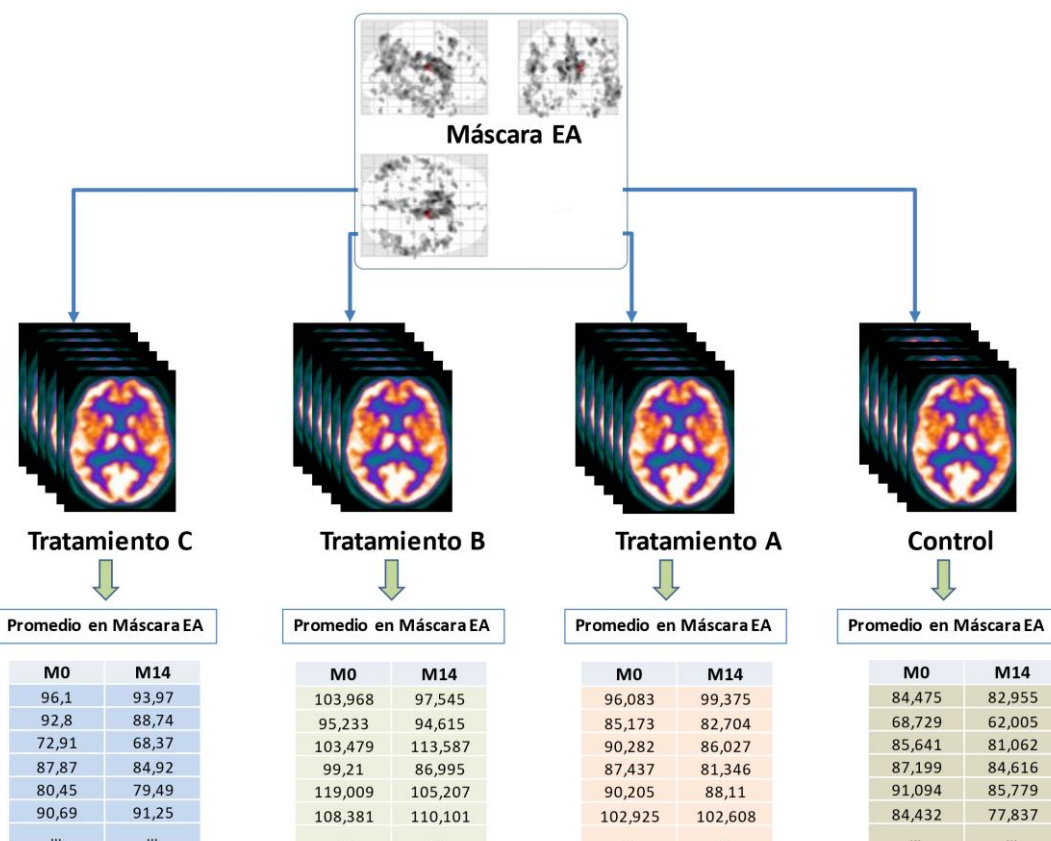 Máscara EA
Tratamiento C
Tratamiento B
Tratamiento A
Control
Promedio en Máscara EA
Promedio en Máscara EA
Promedio en Máscara EA
Promedio en Máscara EA
M0 M14
96,1 93,97
92,8 88,74
72,91 68,37
87,87 84,92
80,45 79,49
90,69 91,25
... ...
M0 M14
103,968 97,545
95,233 94,615
103,479 113,587
99,21 86,995
119,009 105,207
108,381 110,101
M0 M14
96,083 99,375
85,173 82,704
90,282 86,027
87,437 81,346
90,205 88,11
102,925 102,608
M0 M14
84,475 82,955
68,729 62,005
85,641 81,062
87,199 84,616
91,094 85,779
84,432 77,837
... ...